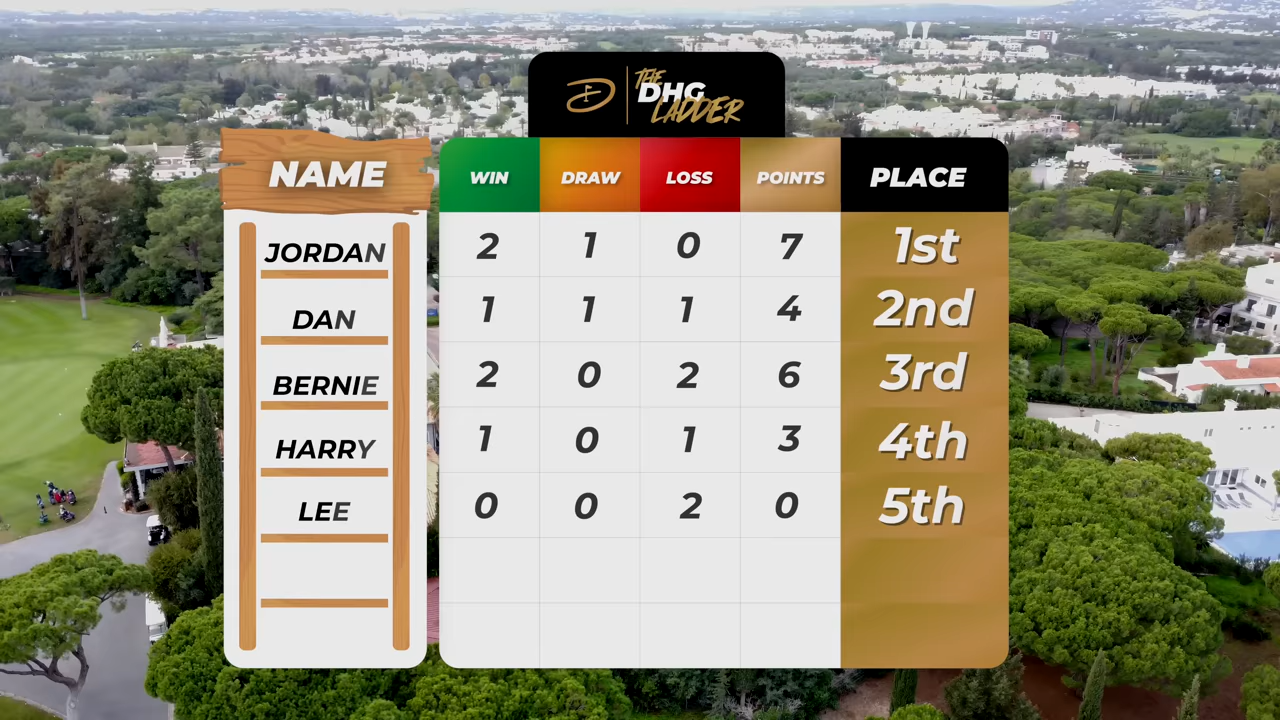 THE
DHG
LADDER
NAME WIN DRAW LOSS POINTS PLACE
JORDAN 2 1 0 7 1st
DAN 1 1 1 4 2nd
BERNIE 2 0 2 6 3rd
HARRY 1 0 1 3 4th
LEE 0 0 2 0 5th